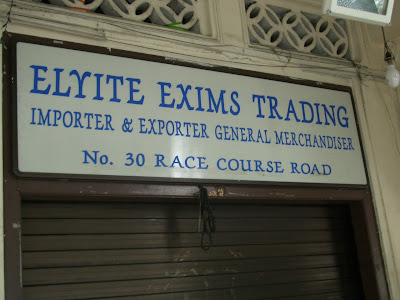 ELYITE EXIMS TRADING
IMPORTER & EXPORTER GENERAL MERCHANDISER
No. 30 RACE COURSE ROAD